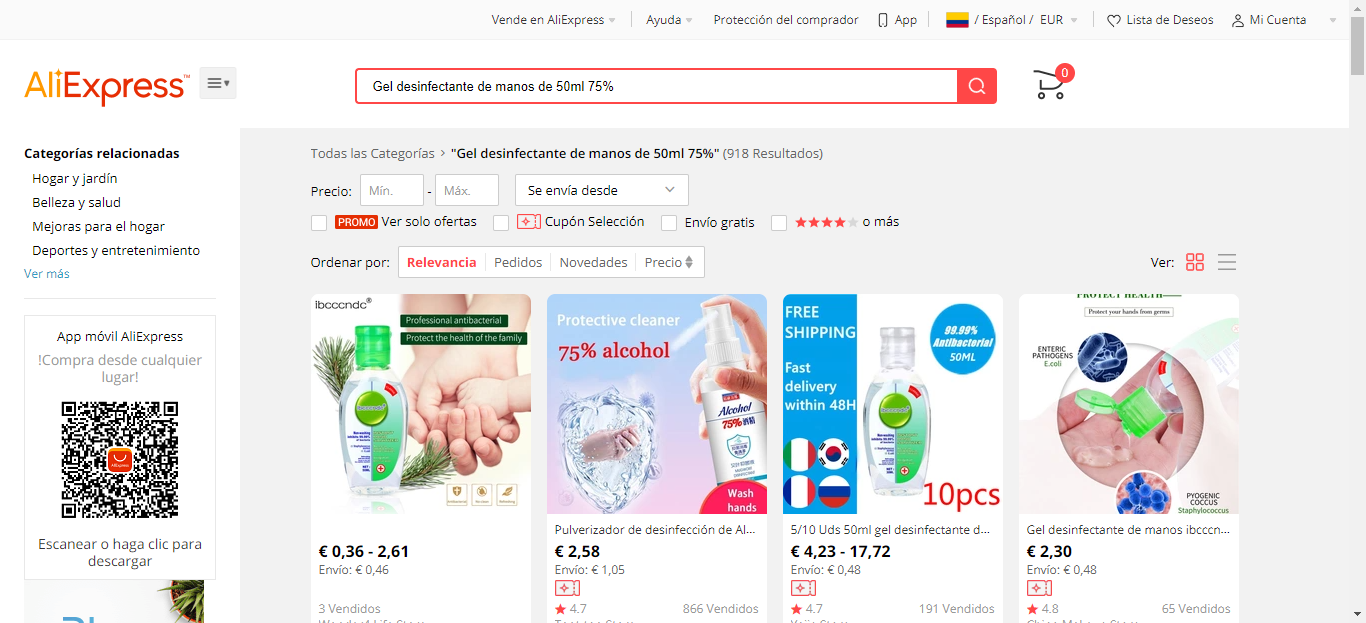 Vende en AliExpress
Ayuda
Protección del comprador
App
/ Español / EUR
Lista de Deseos
Mi Cuenta
AliExpress™
Gel desinfectante de manos de 50ml 75%
0
Categorías relacionadas
Hogar y jardín
Belleza y salud
Mejoras para el hogar
Deportes y entretenimiento
Ver más
App móvil AliExpress
!Compra desde cualquier
lugar!
AliExpress
Escanear o haga clic para
descargar
Todas las Categorías > "Gel desinfectante de manos de 50ml 75%" (918 Resultados)
Precio: Mín. - Máx. Se envía desde
PROMO Ver solo ofertas Cupón Selección Envío gratis o más
Ordenar por: Relevancia Pedidos Novedades Precio
Ver:
ibcccndc®
Professional antibacterial
Protect the health of the family
ibcccndc
€ 0,36 - 2,61
Envío: € 0,46
3 Vendidos
Protective cleaner
75% alcohol
Alcohol
75%酒精
Wash
hands
Pulverizador de desinfección de Al...
€ 2,58
Envío: € 1,05
4.7 866 Vendidos
FREE
SHIPPING
Fast
delivery
within 48H
99.99%
Antibacterial
50ML
ibcccndc
10pcs
5/10 Uds 50ml gel desinfectante d...
€ 4,23 - 17,72
Envío: € 0,48
4.7 191 Vendidos
PROTECT HEALTH
Protect your hands from germs
ENTERIC
PATHOGENS
E.coli
PYOGENIC
COCCUS
Staphylococcus
Gel desinfectante de manos ibcccn...
€ 2,30
Envío: € 0,48
4.8 65 Vendidos